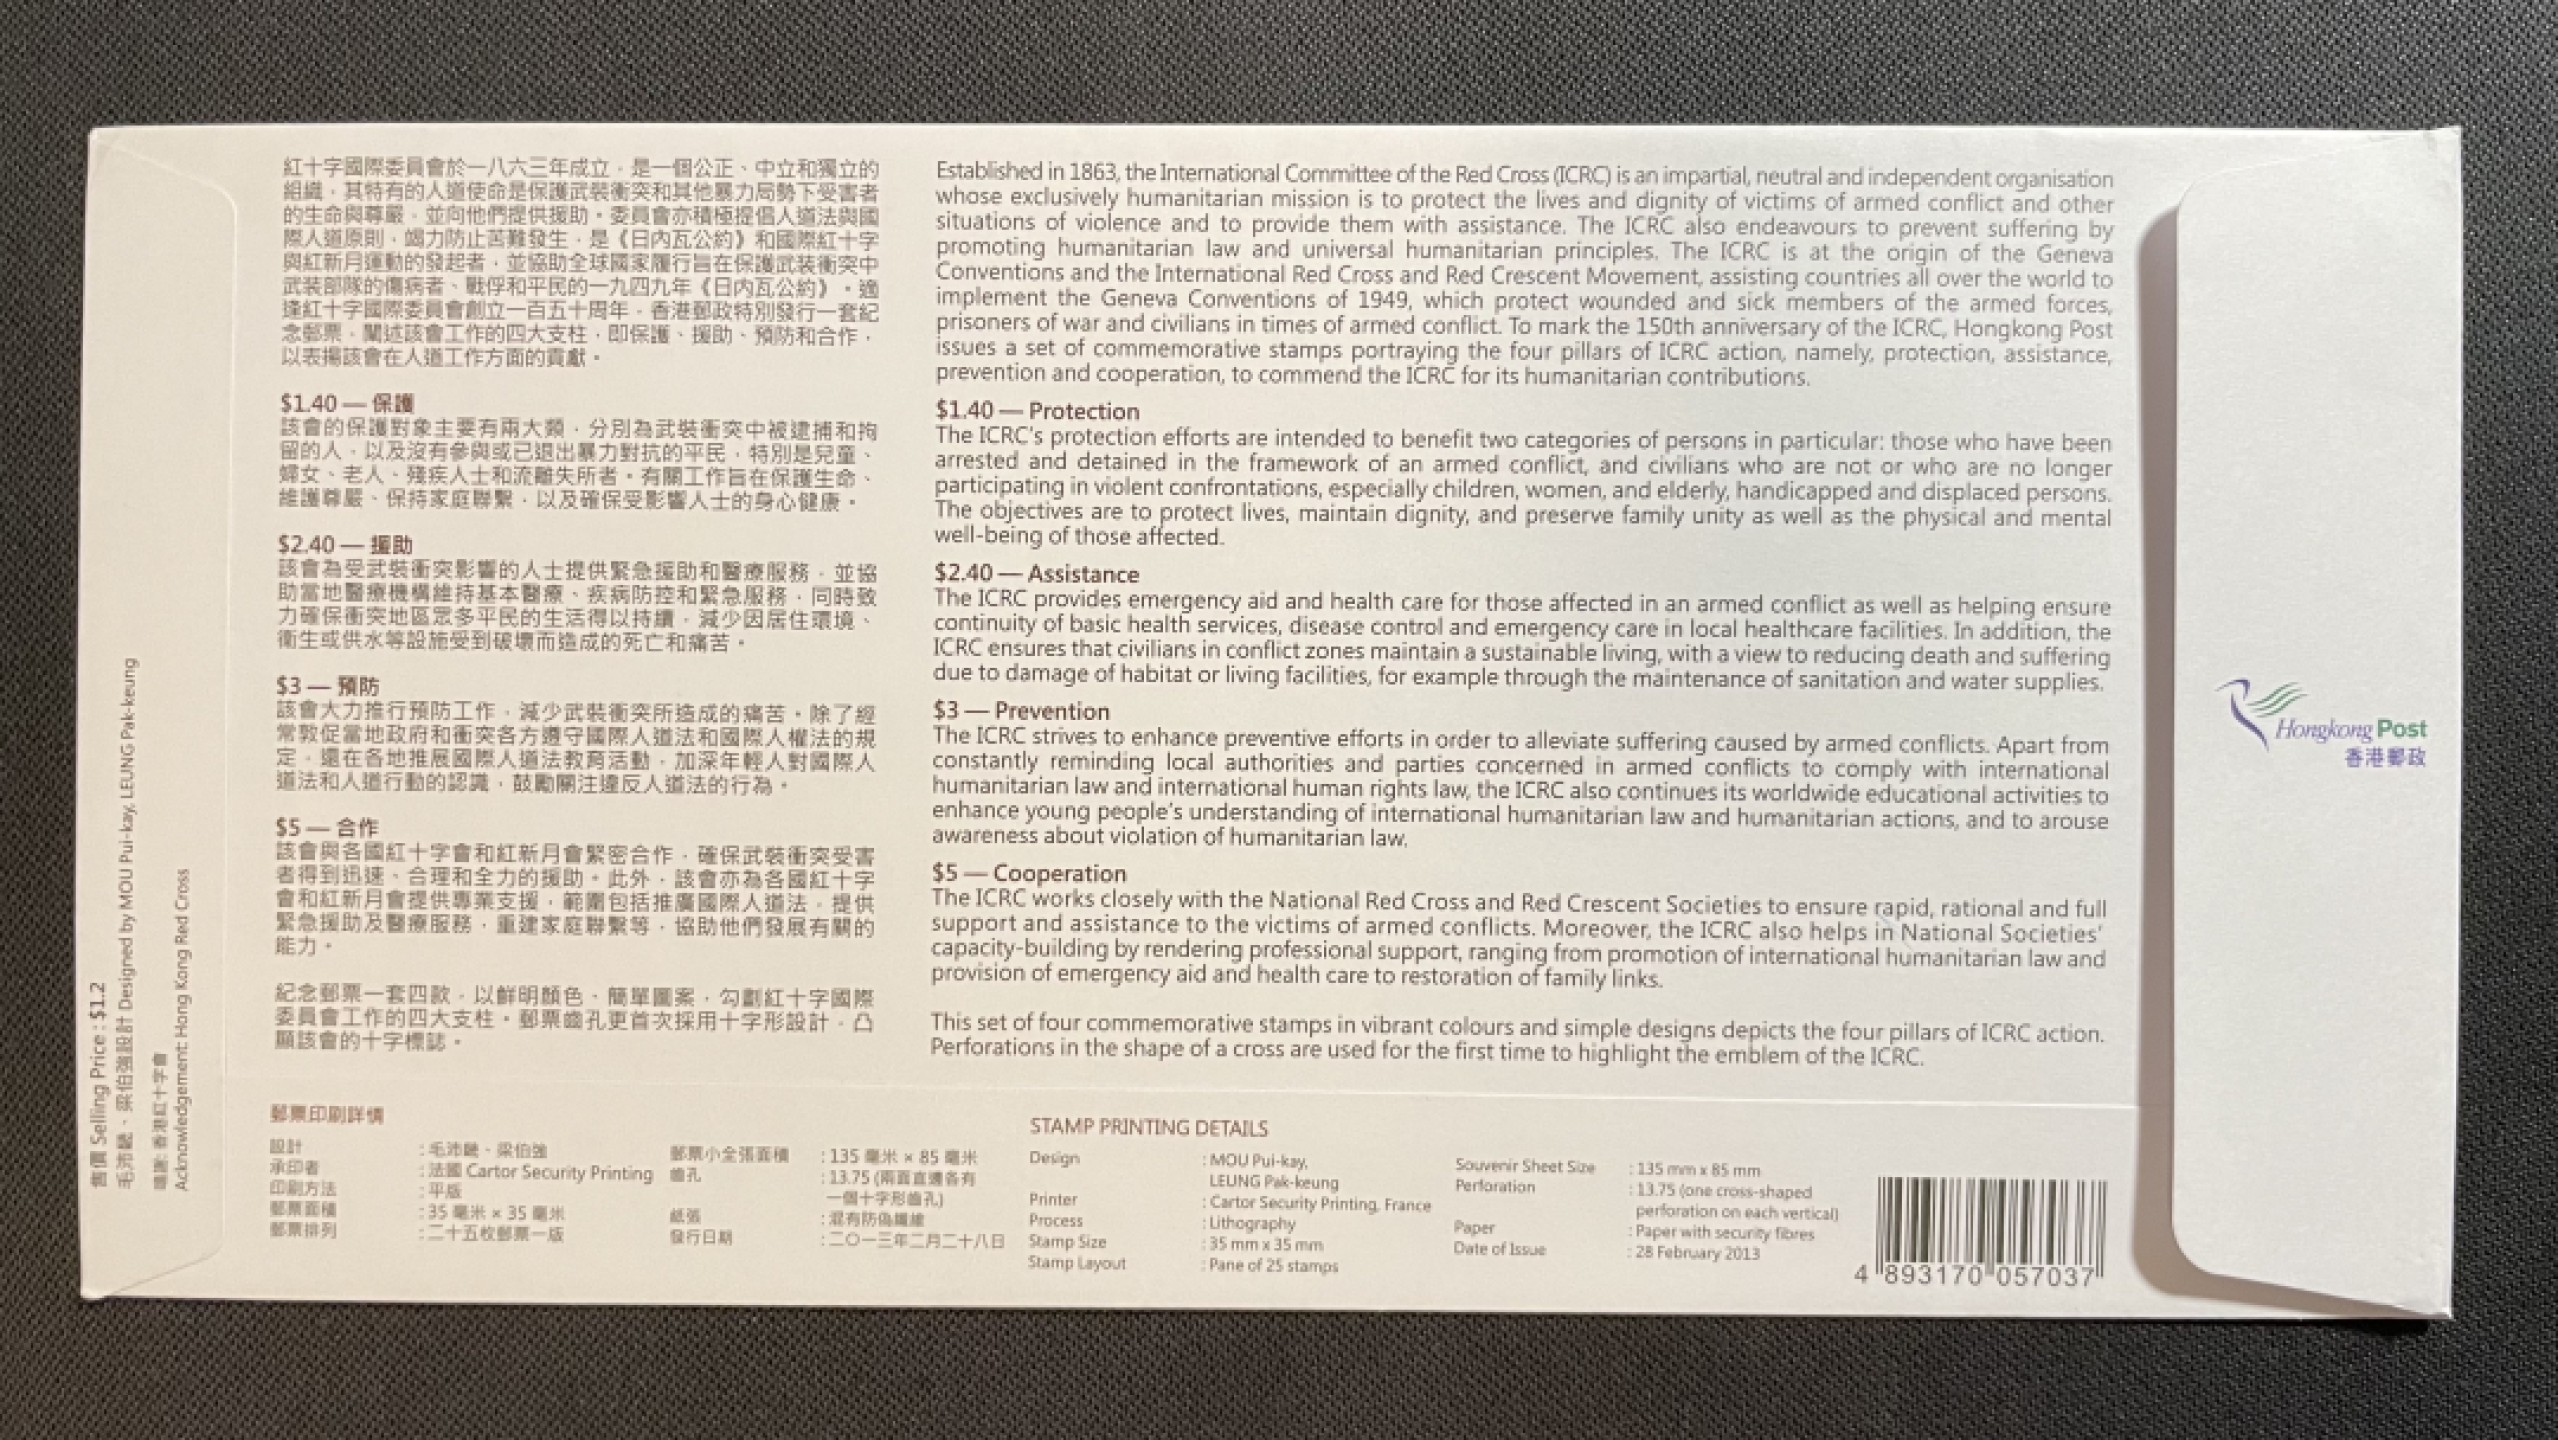 紅十字國際委員會於一八六三年成立，是一個公正、中立和獨立的
組織，其特有的人道使命是保護武裝衝突和其他暴力局勢下受害者
的生命與尊嚴，並向他們提供援助。委員會亦積極提倡人道法與國
際人道原則，竭力防止苦難發生，是《日內瓦公約》和國際紅十字
與紅新月運動的發起者，並協助全球國家履行旨在保護武裝衝突中
武裝部隊的傷病者、戰俘和平民的一九四九年《日內瓦公約》。適
逢紅十字國際委員會創立一百五十周年，香港郵政特別發行一套紀
念郵票，闡述該會工作的四大支柱，即保護、援助、預防和合作，
以表揚該會在人道工作方面的貢獻。
$1.40 — 保護
該會的保護對象主要有兩大類，分別為武裝衝突中被逮捕和拘
留的人，以及沒有參與或已退出暴力對抗的平民，特別是兒童、
婦女、老人、殘疾人士和流離失所者。有關工作旨在保護生命、
維護尊嚴、保持家庭聯繫，以及確保受影響人士的身心健康。
$2.40 — 援助
該會為受武裝衝突影響的人士提供緊急援助和醫療服務，並協
助當地醫療機構維持基本醫療、疾病防控和緊急服務，同時致
力確保衝突地區眾多平民的生活得以持續，減少因居住環境、
衞生或供水等設施受到破壞而造成的死亡和痛苦。
$3 — 預防
該會大力推行預防工作，減少武裝衝突所造成的痛苦。除了經
常敦促當地政府和衝突各方遵守國際人道法和國際人權法的規
定，還在各地推展國際人道法教育活動，加深年輕人對國際人
道法和人道行動的認識，鼓勵關注違反人道法的行為。
$5 — 合作
該會與各國紅十字會和紅新月會緊密合作，確保武裝衝突受害
者得到迅速、合理和全力的援助。此外，該會亦為各國紅十字
會和紅新月會提供專業支援，範圍包括推廣國際人道法，提供
緊急援助及醫療服務，重建家庭聯繫等，協助他們發展有關的
能力。
紀念郵票一套四款，以鮮明顏色、簡單圖案，勾劃紅十字國際
委員會工作的四大支柱。郵票齒孔更首次採用十字形設計，凸
顯該會的十字標誌。
Established in 1863, the International Committee of the Red Cross (ICRC) is an impartial, neutral and independent organisation
whose exclusively humanitarian mission is to protect the lives and dignity of victims of armed conflict and other
situations of violence and to provide them with assistance. The ICRC also endeavours to prevent suffering by
promoting humanitarian law and universal humanitarian principles. The ICRC is at the origin of the Geneva
Conventions and the International Red Cross and Red Crescent Movement, assisting countries all over the world to
implement the Geneva Conventions of 1949, which protect wounded and sick members of the armed forces,
prisoners of war and civilians in times of armed conflict. To mark the 150th anniversary of the ICRC, Hongkong Post
issues a set of commemorative stamps portraying the four pillars of ICRC action, namely, protection, assistance,
prevention and cooperation, to commend the ICRC for its humanitarian contributions.
$1.40 — Protection
The ICRC's protection efforts are intended to benefit two categories of persons in particular: those who have been
arrested and detained in the framework of an armed conflict, and civilians who are not or who are no longer
participating in violent confrontations, especially children, women, and elderly, handicapped and displaced persons.
The objectives are to protect lives, maintain dignity, and preserve family unity as well as the physical and mental
well-being of those affected.
$2.40 — Assistance
The ICRC provides emergency aid and health care for those affected in an armed conflict as well as helping ensure
continuity of basic health services, disease control and emergency care in local healthcare facilities. In addition, the
ICRC ensures that civilians in conflict zones maintain a sustainable living, with a view to reducing death and suffering
due to damage of habitat or living facilities, for example through the maintenance of sanitation and water supplies.
$3 — Prevention
The ICRC strives to enhance preventive efforts in order to alleviate suffering caused by armed conflicts. Apart from
constantly reminding local authorities and parties concerned in armed conflicts to comply with international
humanitarian law and international human rights law, the ICRC also continues its worldwide educational activities to
enhance young people's understanding of international humanitarian law and humanitarian actions, and to arouse
awareness about violation of humanitarian law.
$5 — Cooperation
The ICRC works closely with the National Red Cross and Red Crescent Societies to ensure rapid, rational and full
support and assistance to the victims of armed conflicts. Moreover, the ICRC also helps in National Societies'
capacity-building by rendering professional support, ranging from promotion of international humanitarian law and
provision of emergency aid and health care to restoration of family links.
This set of four commemorative stamps in vibrant colours and simple designs depicts the four pillars of ICRC action.
Perforations in the shape of a cross are used for the first time to highlight the emblem of the ICRC.
郵票印刷詳情
設計 : 毛沛騏、梁伯強
承印者 : 法國 Cartor Security Printing
印刷方法 : 平版
郵票面積 : 35 毫米 × 35 毫米
郵票排列 : 二十五枚郵票一版
郵票小全張面積 : 135 毫米 × 85 毫米
齒孔 : 13.75 (兩面直邊各有
一個十字形齒孔)
紙張 : 混有防偽纖維
發行日期 : 二〇一三年二月二十八日
STAMP PRINTING DETAILS
Design : MOU Pui-kay,
LEUNG Pak-keung
Printer : Cartor Security Printing, France
Process : Lithography
Stamp Size : 35 mm x 35 mm
Stamp Layout : Pane of 25 stamps
Souvenir Sheet Size : 135 mm x 85 mm
Perforation : 13.75 (one cross-shaped
perforation on each vertical)
Paper : Paper with security fibres
Date of Issue : 28 February 2013
4 893170 057037
售價 Selling Price : $1.2
毛沛騏、梁伯強設計 Designed by MOU Pui-kay, LEUNG Pak-keung
鳴謝: 香港紅十字會
Acknowledgement: Hong Kong Red Cross
Hongkong Post
香港郵政